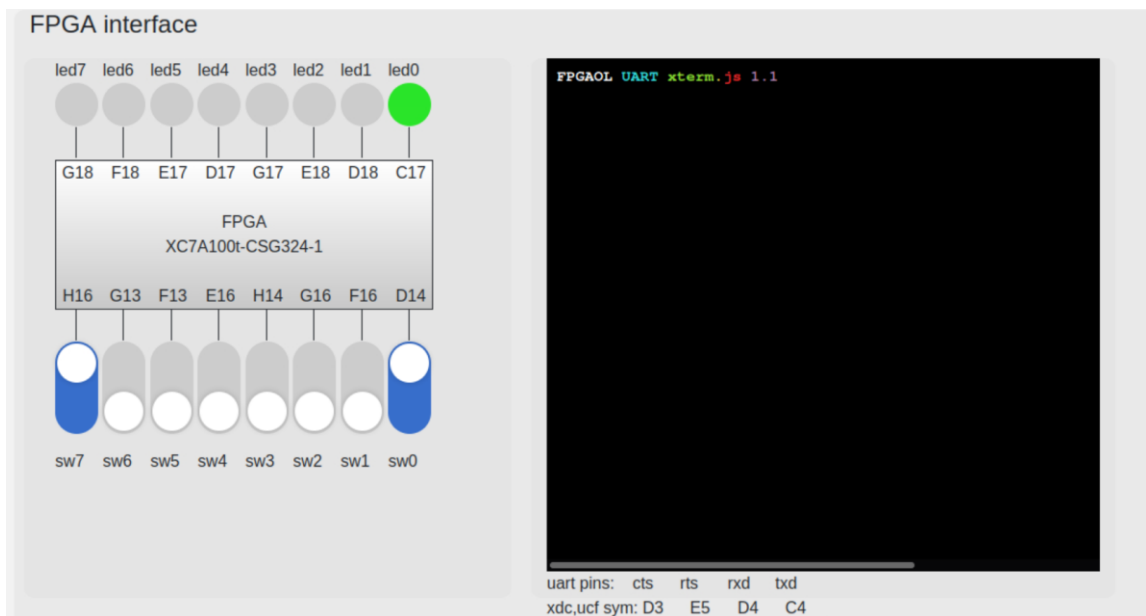 FPGA interface
led7 led6 led5 led4 led3 led2 led1 led0
G18 F18 E17 D17 G17 E18 D18 C17
FPGA
XC7A100t-CSG324-1
H16 G13 F13 E16 H14 G16 F16 D14
sw7 sw6 sw5 sw4 sw3 sw2 sw1 sw0
FPGAOL UART xterm.js 1.1
uart pins: cts rts rxd txd
xdc,ucf sym: D3 E5 D4 C4